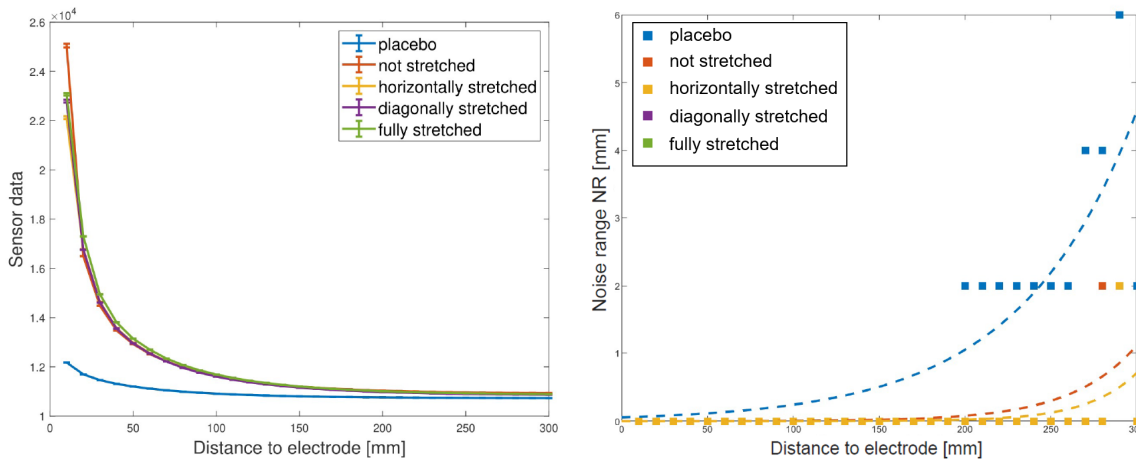 ×10⁴
2.6
2.4
2.2
2
1.8
1.6
1.4
1.2
1
Sensor data
0 50 100 150 200 250 300
Distance to electrode [mm]
placebo
not stretched
horizontally stretched
diagonally stretched
fully stretched
6
5
4
3
2
1
0
Noise range NR [mm]
0 50 100 150 200 250 300
Distance to electrode [mm]
placebo
not stretched
horizontally stretched
diagonally stretched
fully stretched